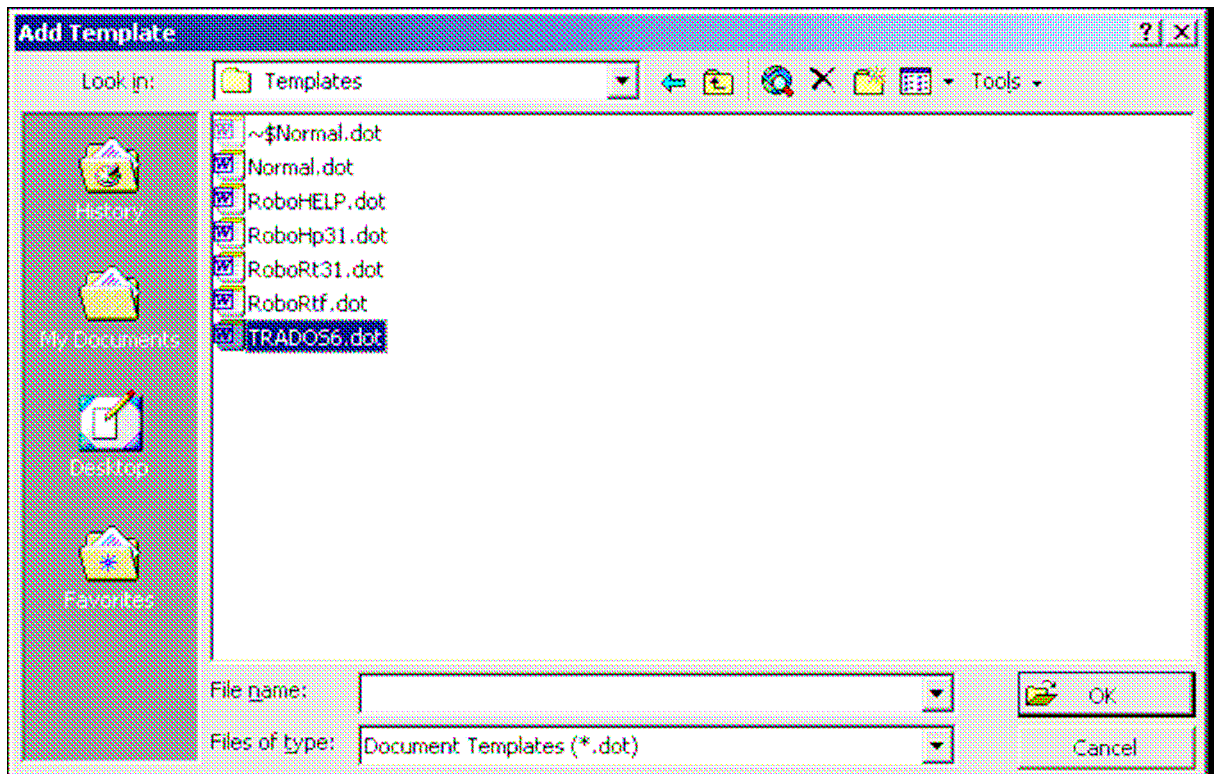 Add Template
Look in: Templates Tools
~$Normal.dot
Normal.dot
RoboHELP.dot
RoboHp31.dot
RoboRt31.dot
RoboRtf.dot
TRADOS6.dot
History
My Documents
Desktop
Favorites
File name: OK
Files of type: Document Templates (*.dot) Cancel